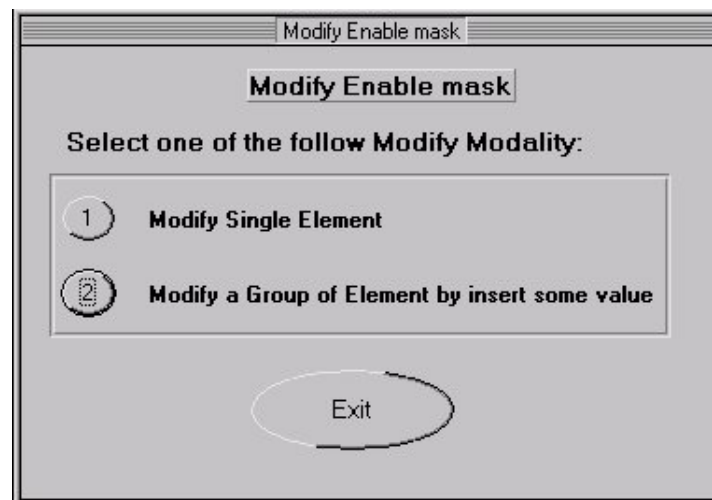 Modify Enable mask
Modify Enable mask
Select one of the follow Modify Modality:
1 Modify Single Element
2 Modify a Group of Element by insert some value
Exit